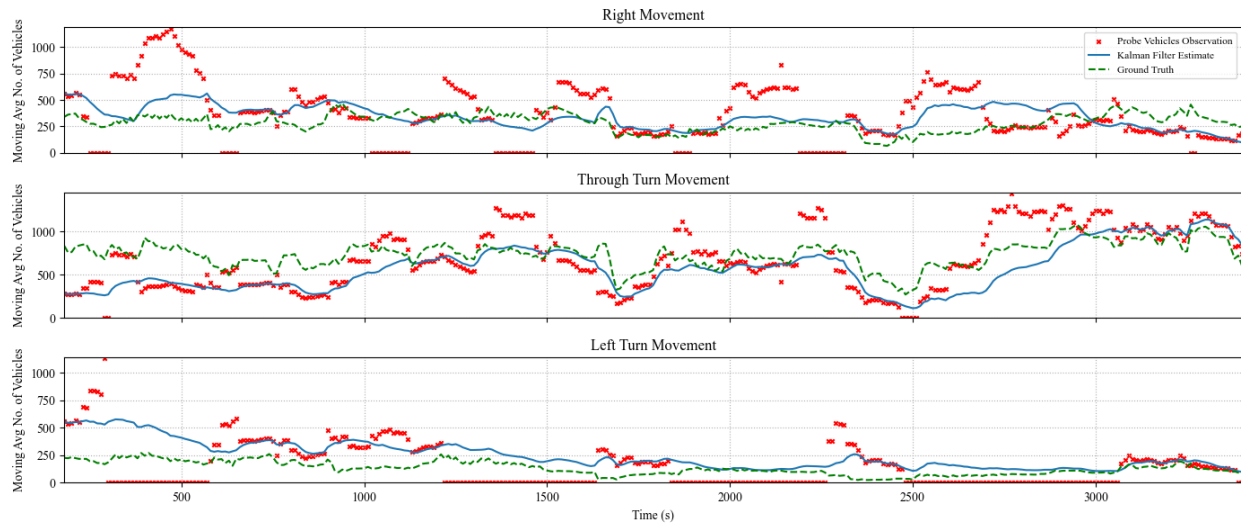 Right Movement
Moving Avg No. of Vehicles
1000
750
500
250
0
Probe Vehicles Observation
Kalman Filter Estimate
Ground Truth
Through Turn Movement
Moving Avg No. of Vehicles
1000
500
0
Left Turn Movement
Moving Avg No. of Vehicles
1000
750
500
250
0
500
1000
1500
2000
2500
3000
Time (s)